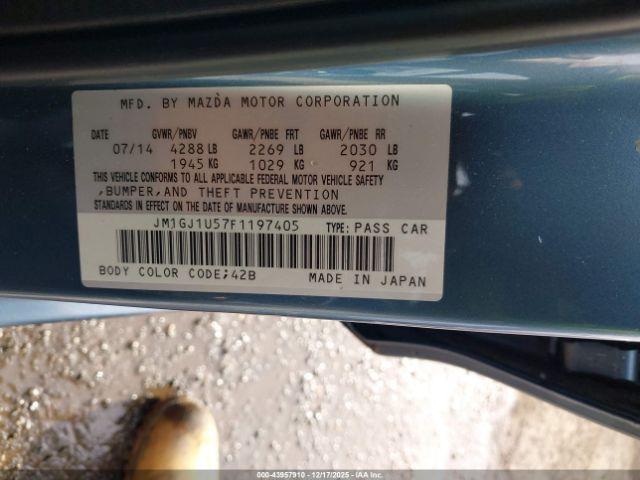 MFD. BY MAZDA MOTOR CORPORATION
DATE GVWR/PNBV GAWR/PNBE FRT GAWR/PNBE RR
07/14 4288 LB 2269 LB 2030 LB
1945 KG 1029 KG 921 KG
THIS VEHICLE CONFORMS TO ALL APPLICABLE FEDERAL MOTOR VEHICLE SAFETY
,BUMPER,AND THEFT PREVENTION
STANDARDS IN EFFECT ON THE DATE OF MANUFACTURE SHOWN ABOVE.
JM1GJ1U57F1197405 TYPE: PASS CAR
BODY COLOR CODE;42B MADE IN JAPAN
000-43957910 - 12/17/2025 - IAA Inc. - Copart